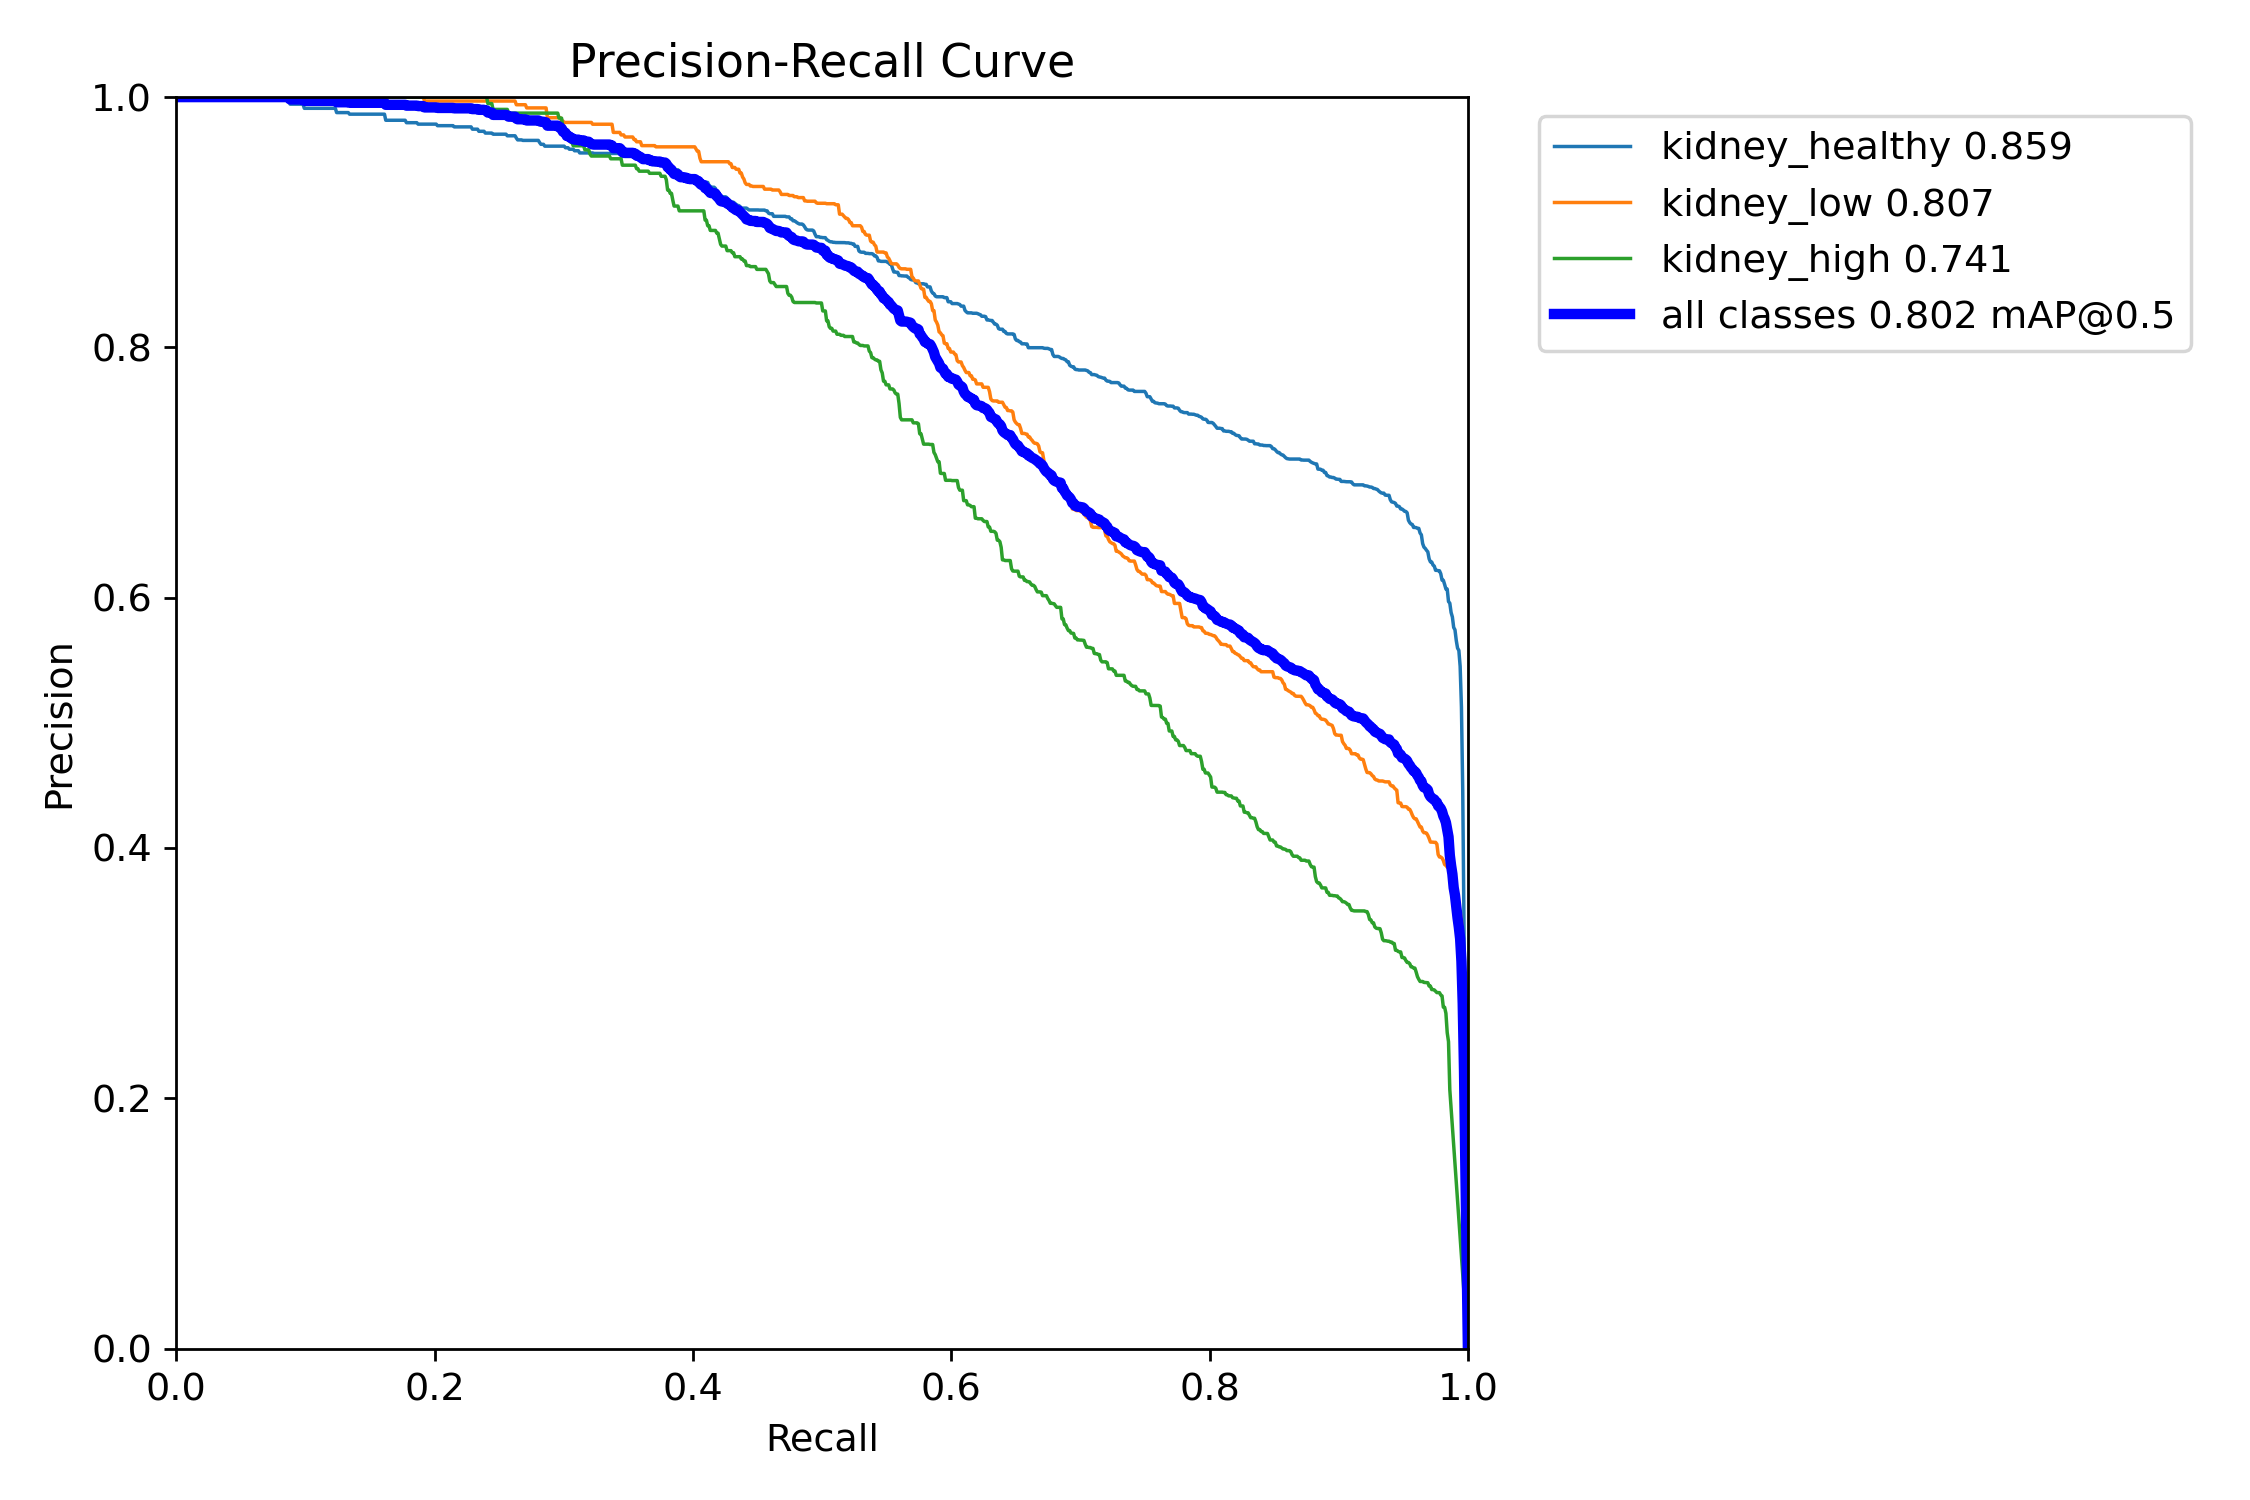 Precision-Recall Curve
1.0
0.8
0.6
0.4
0.2
0.0
Precision
0.0 0.2 0.4 0.6 0.8 1.0
Recall
kidney_healthy 0.859
kidney_low 0.807
kidney_high 0.741
all classes 0.802 mAP@0.5